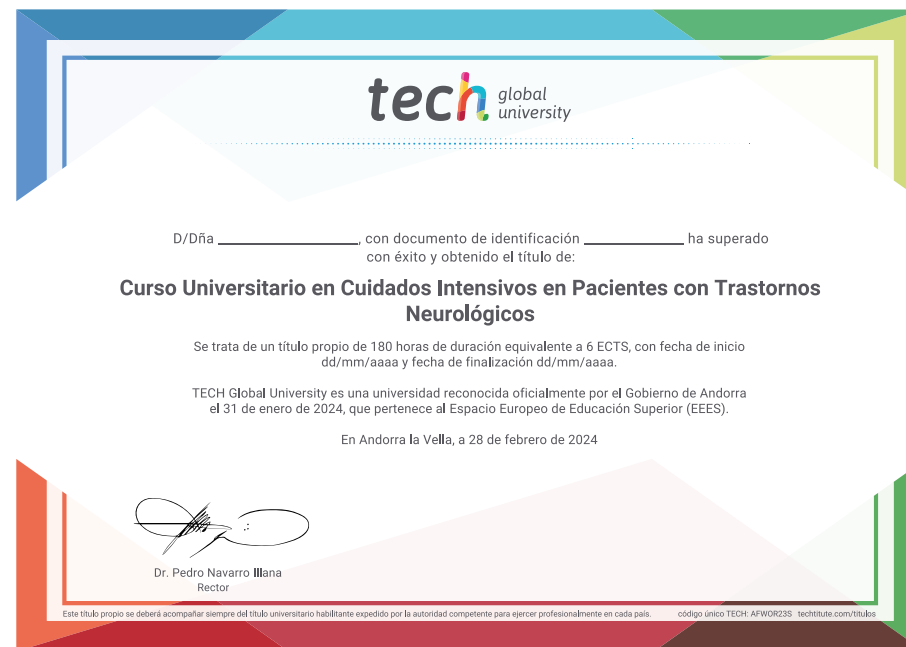 tech global university
D/Dña ____________________, con documento de identificación ______________ ha superado
con éxito y obtenido el título de:
Curso Universitario en Cuidados Intensivos en Pacientes con Trastornos
Neurológicos
Se trata de un título propio de 180 horas de duración equivalente a 6 ECTS, con fecha de inicio
dd/mm/aaaa y fecha de finalización dd/mm/aaaa.
TECH Global University es una universidad reconocida oficialmente por el Gobierno de Andorra
el 31 de enero de 2024, que pertenece al Espacio Europeo de Educación Superior (EEES).
En Andorra la Vella, a 28 de febrero de 2024
Dr. Pedro Navarro Illana
Rector
Este título propio se deberá acompañar siempre del título universitario habilitante expedido por la autoridad competente para ejercer profesionalmente en cada país. código único TECH: AFWOR23S techtitute.com/titulos